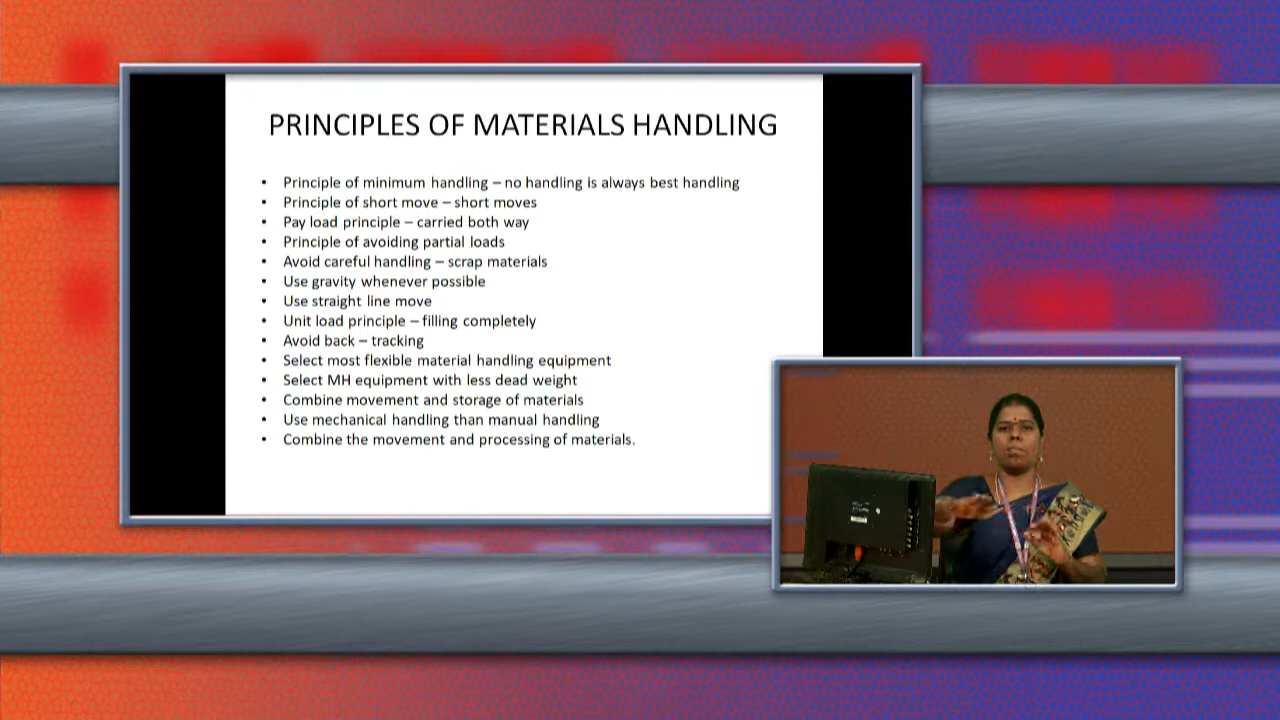 PRINCIPLES OF MATERIALS HANDLING
• Principle of minimum handling – no handling is always best handling
• Principle of short move – short moves
• Pay load principle – carried both way
• Principle of avoiding partial loads
• Avoid careful handling – scrap materials
• Use gravity whenever possible
• Use straight line move
• Unit load principle – filling completely
• Avoid back – tracking
• Select most flexible material handling equipment
• Select MH equipment with less dead weight
• Combine movement and storage of materials
• Use mechanical handling than manual handling
• Combine the movement and processing of materials.